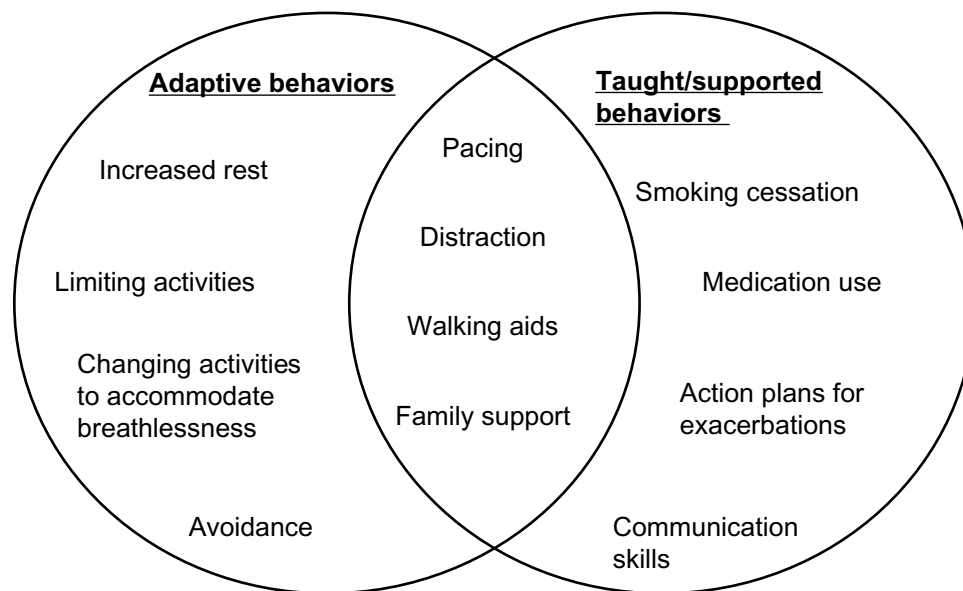 Adaptive behaviors
Increased rest
Limiting activities
Changing activities
to accommodate
breathlessness
Avoidance
Pacing
Distraction
Walking aids
Family support
Taught/supported
behaviors
Smoking cessation
Medication use
Action plans for
exacerbations
Communication
skills